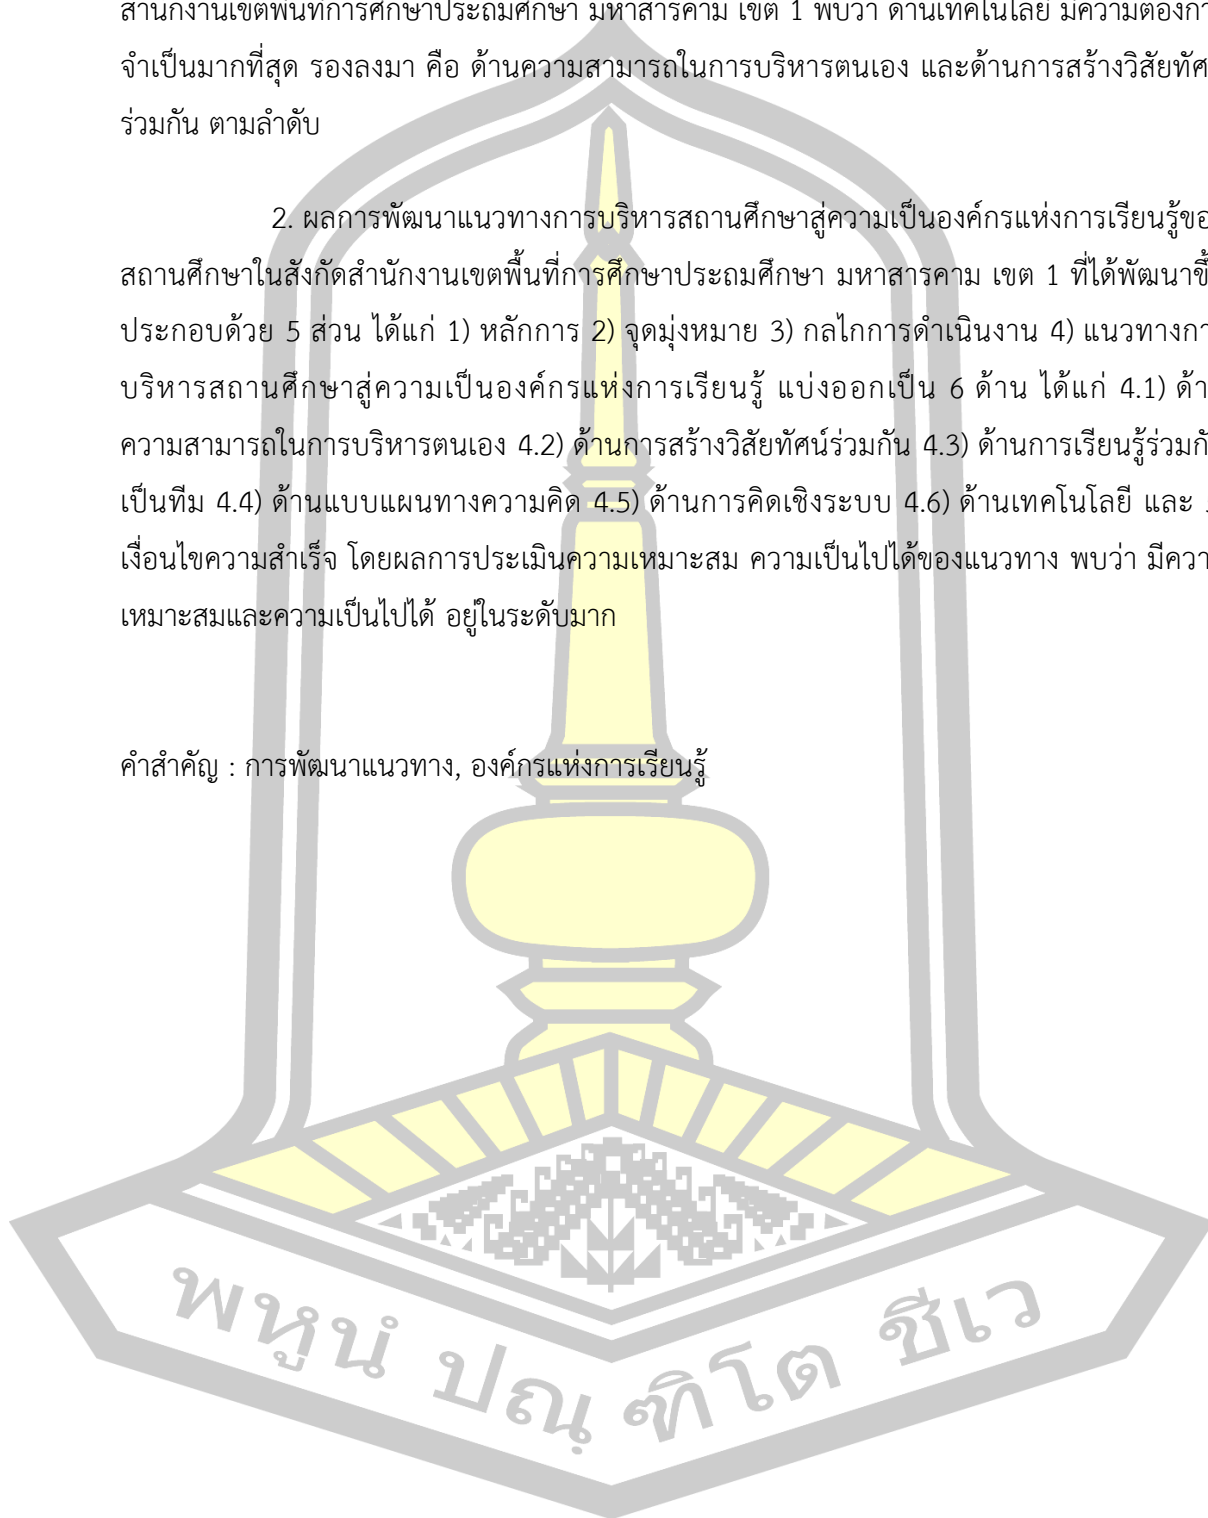 สำนักงานเขตพื้นที่การศึกษาประถมศึกษา มหาสารคาม เขต 1 พบว่า ด้านเทคโนโลยี มีความต้องกา
จำเป็นมากที่สุด รองลงมา คือ ด้านความสามารถในการบริหารตนเอง และด้านการสร้างวิสัยทัศ
ร่วมกัน ตามลำดับ
2. ผลการพัฒนาแนวทางการบริหารสถานศึกษาสู่ความเป็นองค์กรแห่งการเรียนรู้ขอ
สถานศึกษาในสังกัดสำนักงานเขตพื้นที่การศึกษาประถมศึกษา มหาสารคาม เขต 1 ที่ได้พัฒนาขึ้
ประกอบด้วย 5 ส่วน ได้แก่ 1) หลักการ 2) จุดมุ่งหมาย 3) กลไกการดำเนินงาน 4) แนวทางกา
บริหารสถานศึกษาสู่ความเป็นองค์กรแห่งการเรียนรู้ แบ่งออกเป็น 6 ด้าน ได้แก่ 4.1) ด้า
ความสามารถในการบริหารตนเอง 4.2) ด้านการสร้างวิสัยทัศน์ร่วมกัน 4.3) ด้านการเรียนรู้ร่วมกั
เป็นทีม 4.4) ด้านแบบแผนทางความคิด 4.5) ด้านการคิดเชิงระบบ 4.6) ด้านเทคโนโลยี และ
เงื่อนไขความสำเร็จ โดยผลการประเมินความเหมาะสม ความเป็นไปได้ของแนวทาง พบว่า มีควา
เหมาะสมและความเป็นไปได้ อยู่ในระดับมาก
คำสำคัญ : การพัฒนาแนวทาง, องค์กรแห่งการเรียนรู้
พหูนํ ปณฺฑิโต ชีเว